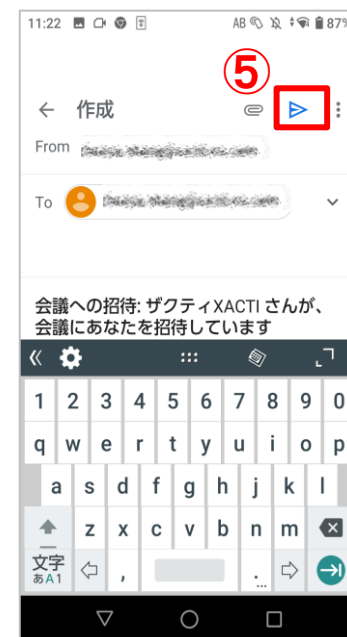 11:22 AB 87%
⑤
作成
From
To
会議への招待: ザクティXACTI さんが、
会議にあなたを招待しています
1 2 3 4 5 6 7 8 9 0
q w e r t y u i o p
a s d f g h j k l
z x c v b n m
文字 , . ...
あA1